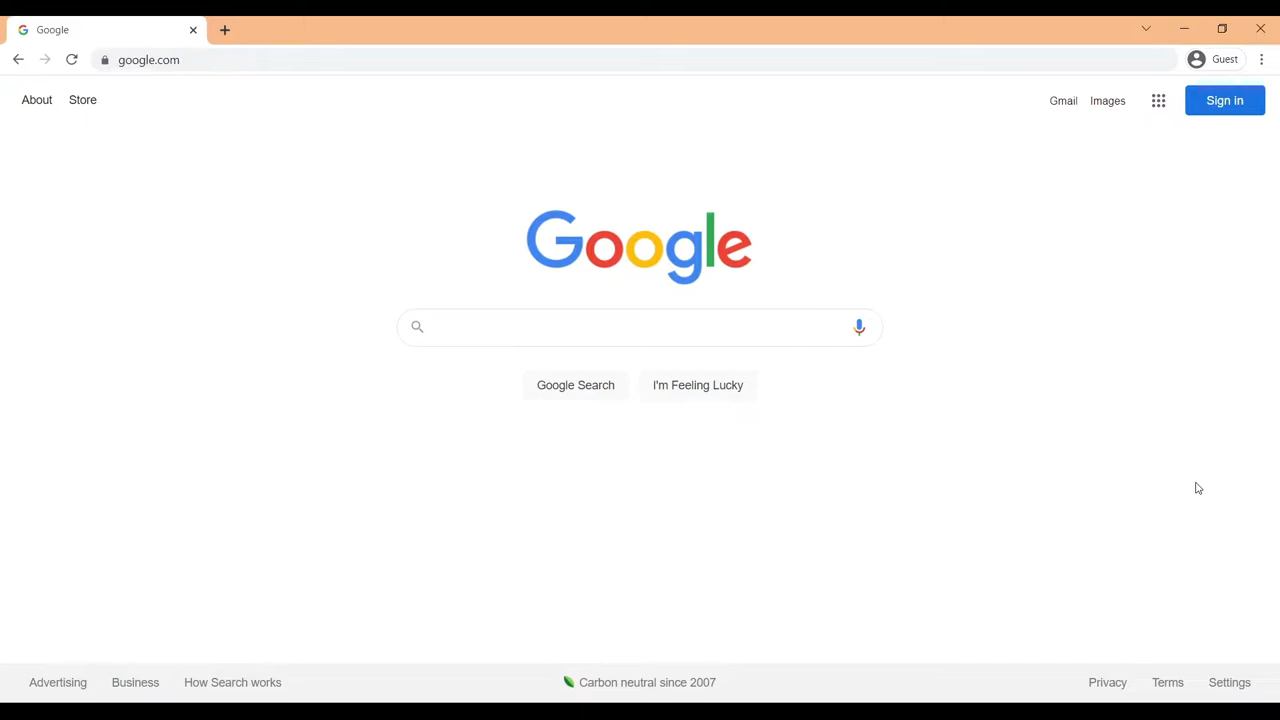 Google
google.com
Guest
About Store
Gmail Images
Sign in
Google
Google Search I'm Feeling Lucky
Advertising Business How Search works
Carbon neutral since 2007
Privacy Terms Settings